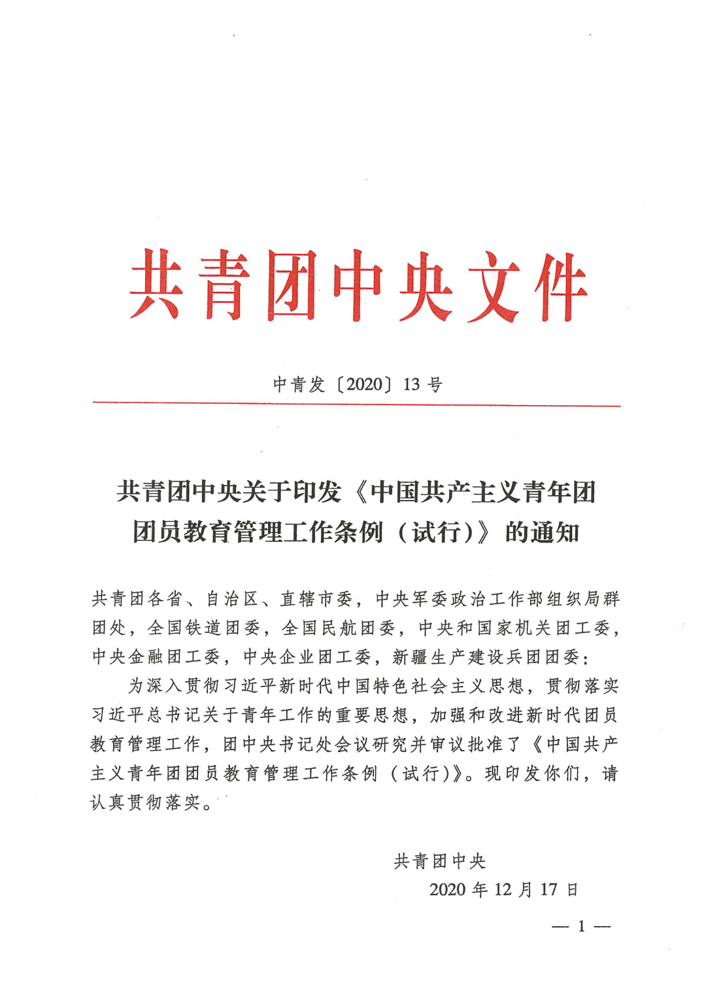 共青团中央文件
中青发〔2020〕13 号
共青团中央关于印发《中国共产主义青年团
团员教育管理工作条例（试行）》的通知
共青团各省、自治区、直辖市委，中央军委政治工作部组织局群
团处，全国铁道团委，全国民航团委，中央和国家机关团工委，
中央金融团工委，中央企业团工委，新疆生产建设兵团团委：
为深入贯彻习近平新时代中国特色社会主义思想，贯彻落实
习近平总书记关于青年工作的重要思想，加强和改进新时代团员
教育管理工作，团中央书记处会议研究并审议批准了《中国共产
主义青年团团员教育管理工作条例（试行）》。现印发你们，请
认真贯彻落实。
共青团中央
2020 年 12 月 17 日
— 1 —